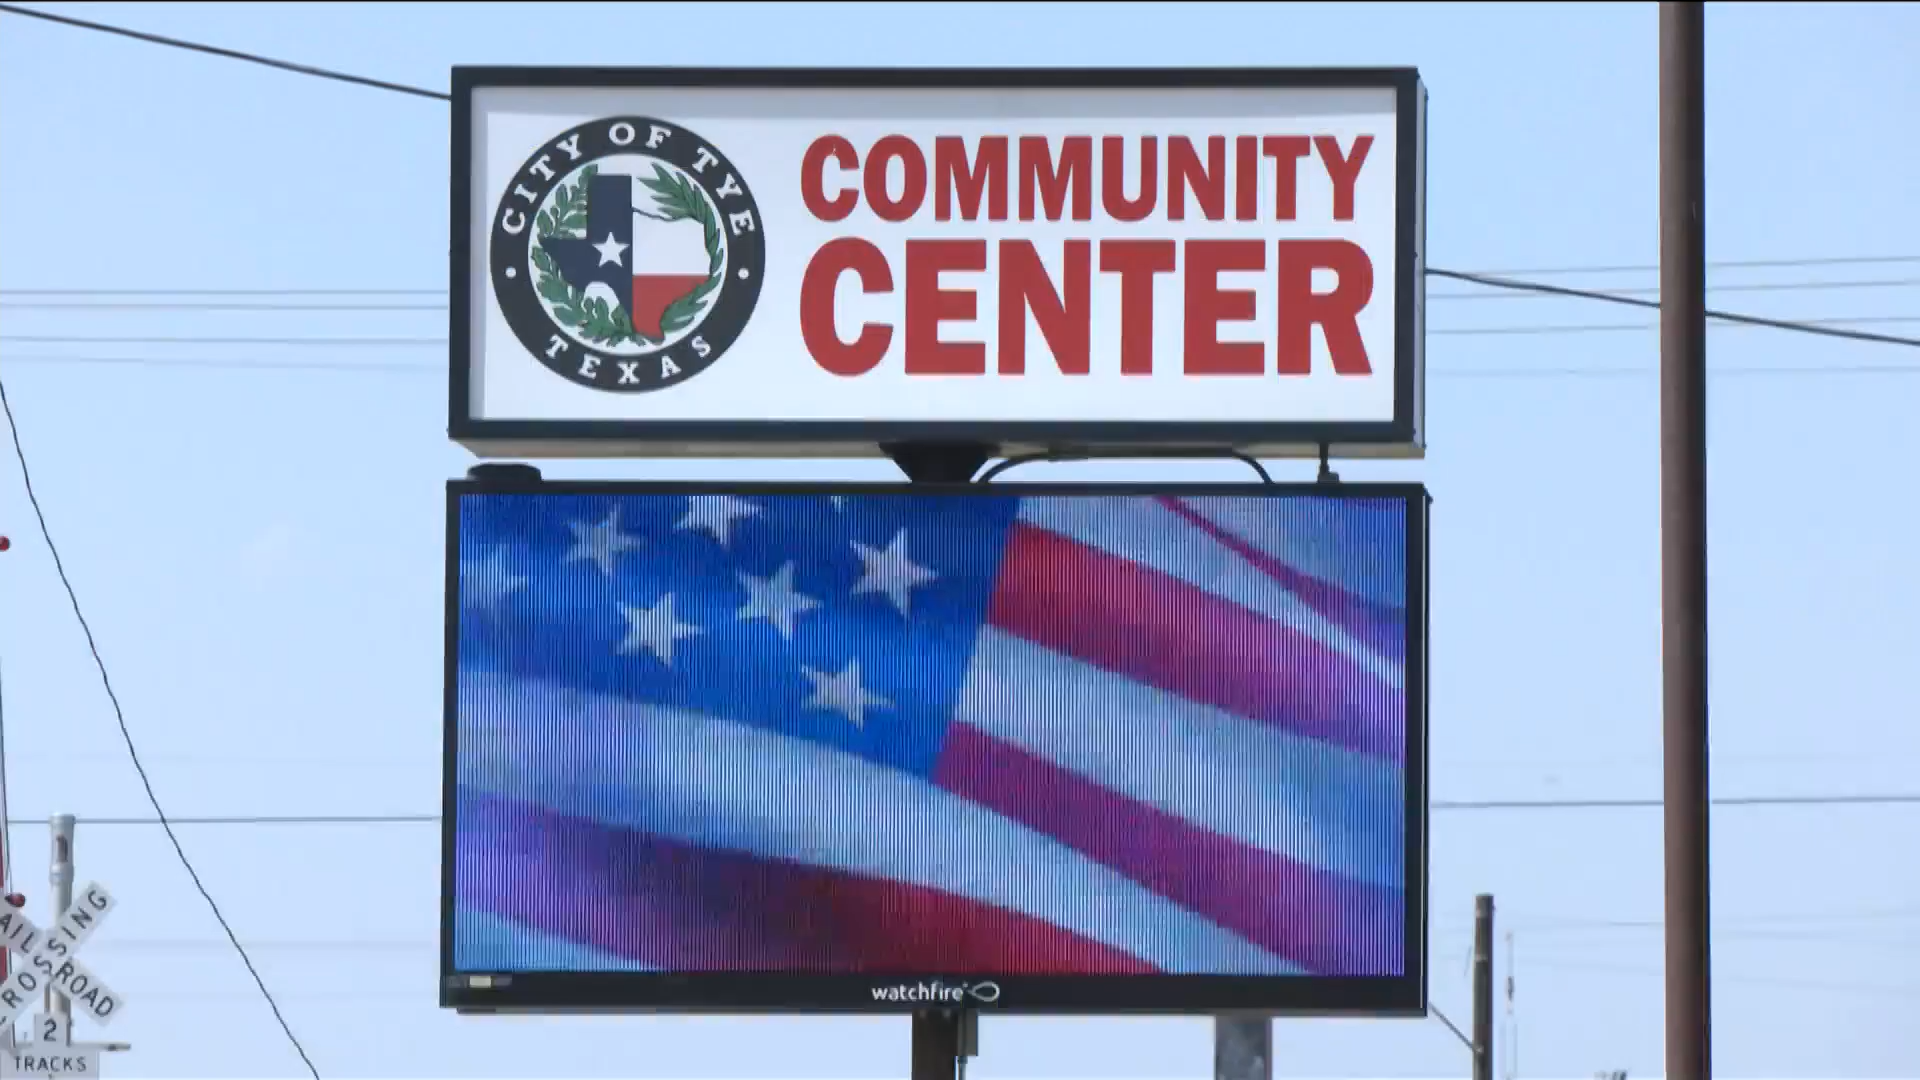 CITY OF TYE
TEXAS
COMMUNITY
CENTER
watchfire
CROSSING
RAILROAD
2
TRACKS